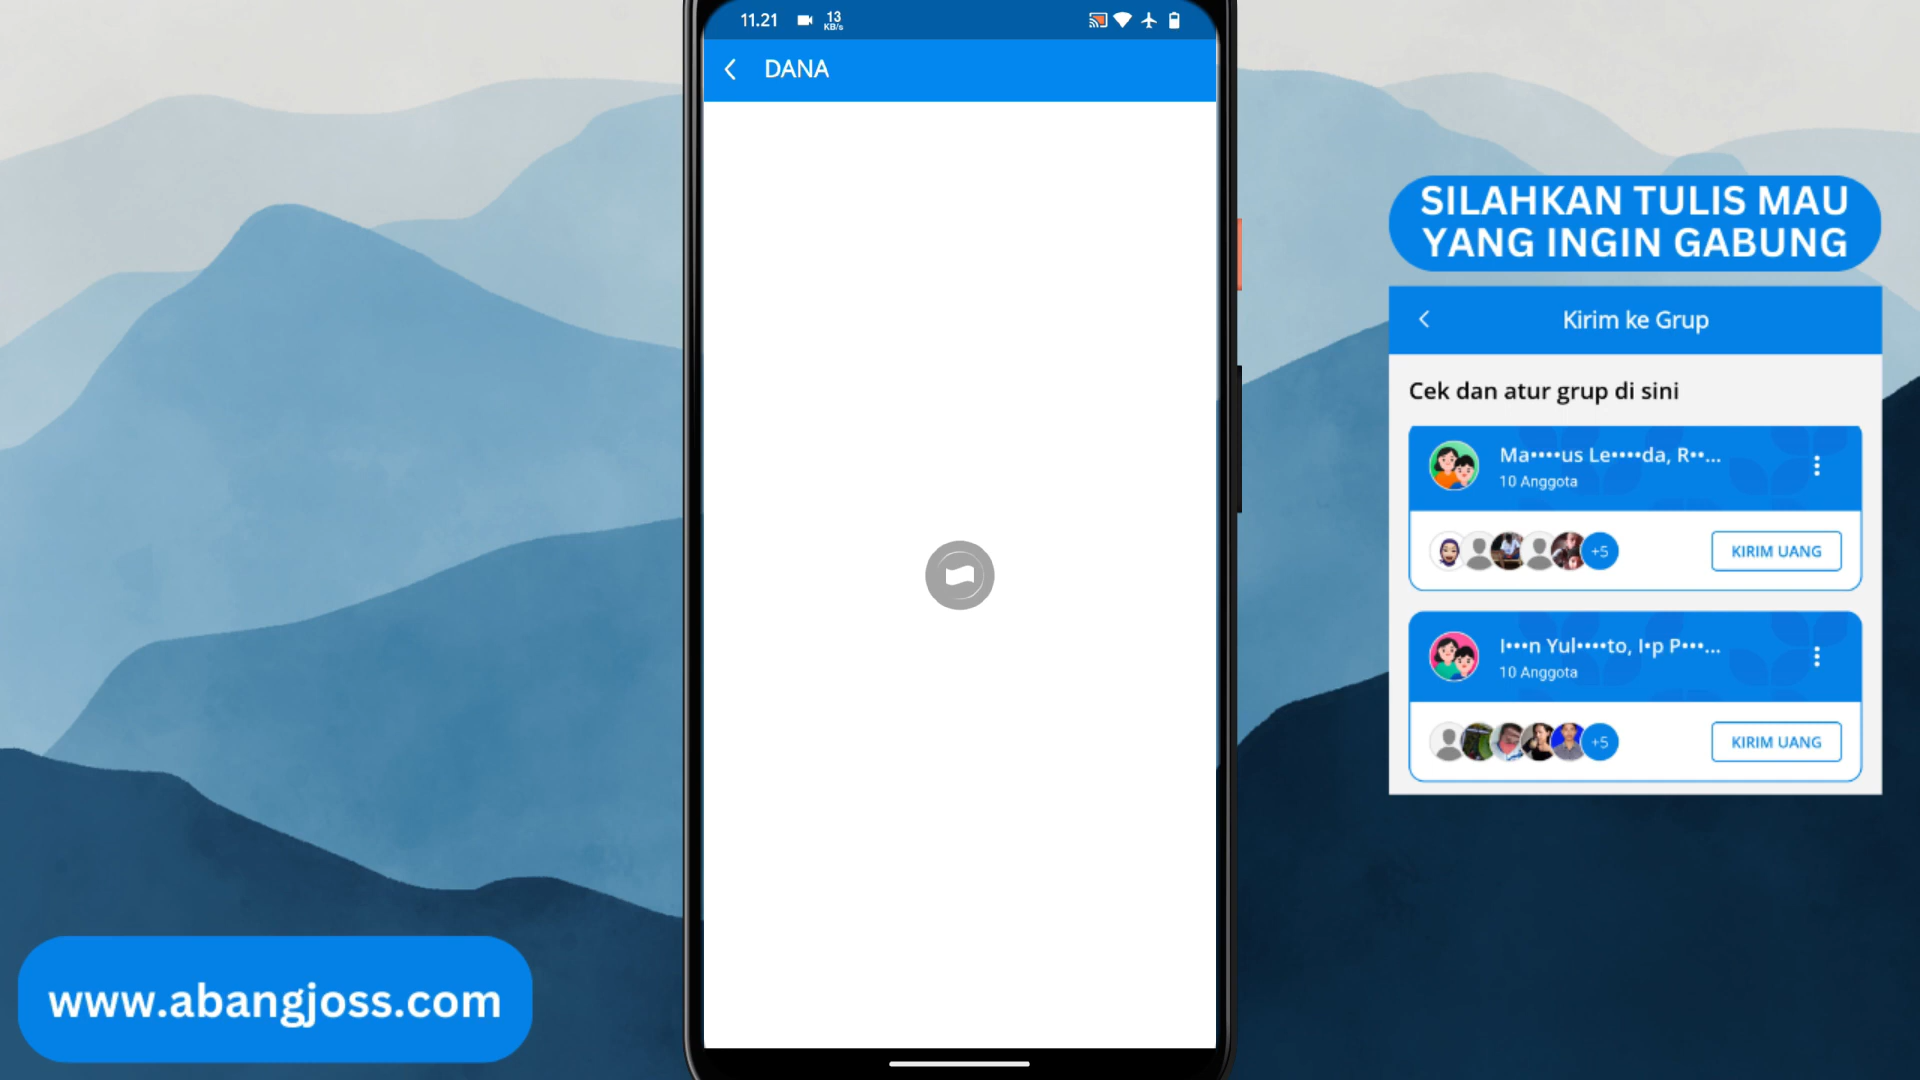 11.21
13
KB/s
DANA
SILAHKAN TULIS MAU
YANG INGIN GABUNG
Kirim ke Grup
Cek dan atur grup di sini
Ma••••us Le••••da, R••...
10 Anggota
+5
KIRIM UANG
I•••n Yul••••to, I•p P•••...
10 Anggota
+5
KIRIM UANG
www.abangjoss.com